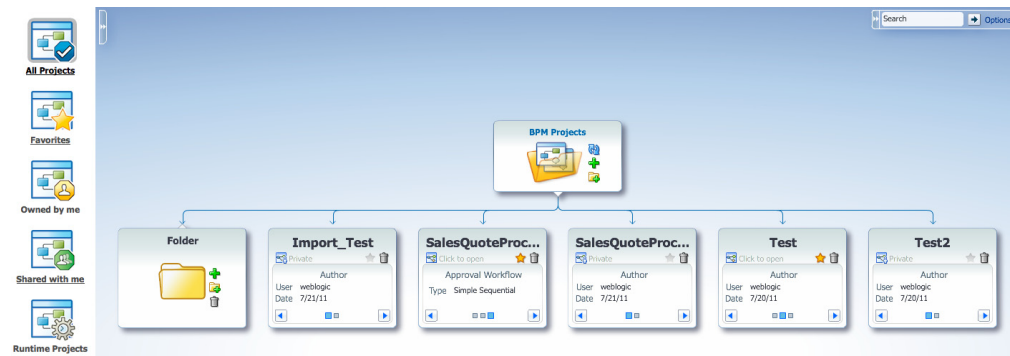 All Projects
Favorites
Owned by me
Shared with me
Runtime Projects
Search
Options
BPM Projects
Folder
Import_Test
Private
Author
User weblogic
Date 7/21/11
SalesQuoteProc...
Click to open
Approval Workflow
Type Simple Sequential
SalesQuoteProc...
Private
Author
User weblogic
Date 7/21/11
Test
Click to open
Author
User weblogic
Date 7/20/11
Test2
Private
Author
User weblogic
Date 7/20/11